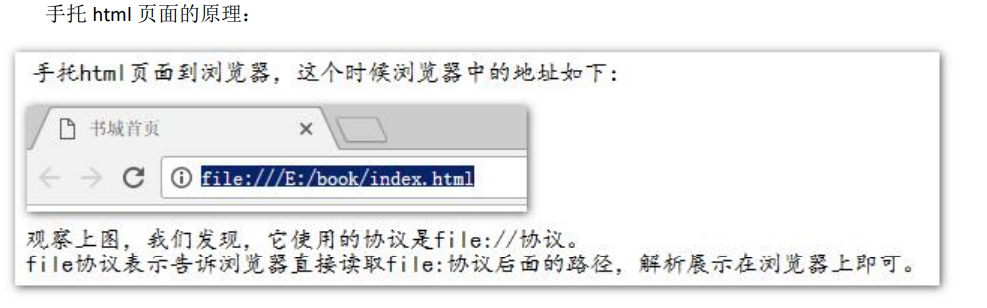 手托 html 页面的原理：
手托html页面到浏览器，这个时候浏览器中的地址如下：
书城首页
file:///E:/book/index.html
观察上图，我们发现，它使用的协议是file://协议。
file协议表示告诉浏览器直接读取file:协议后面的路径，解析展示在浏览器上即可。